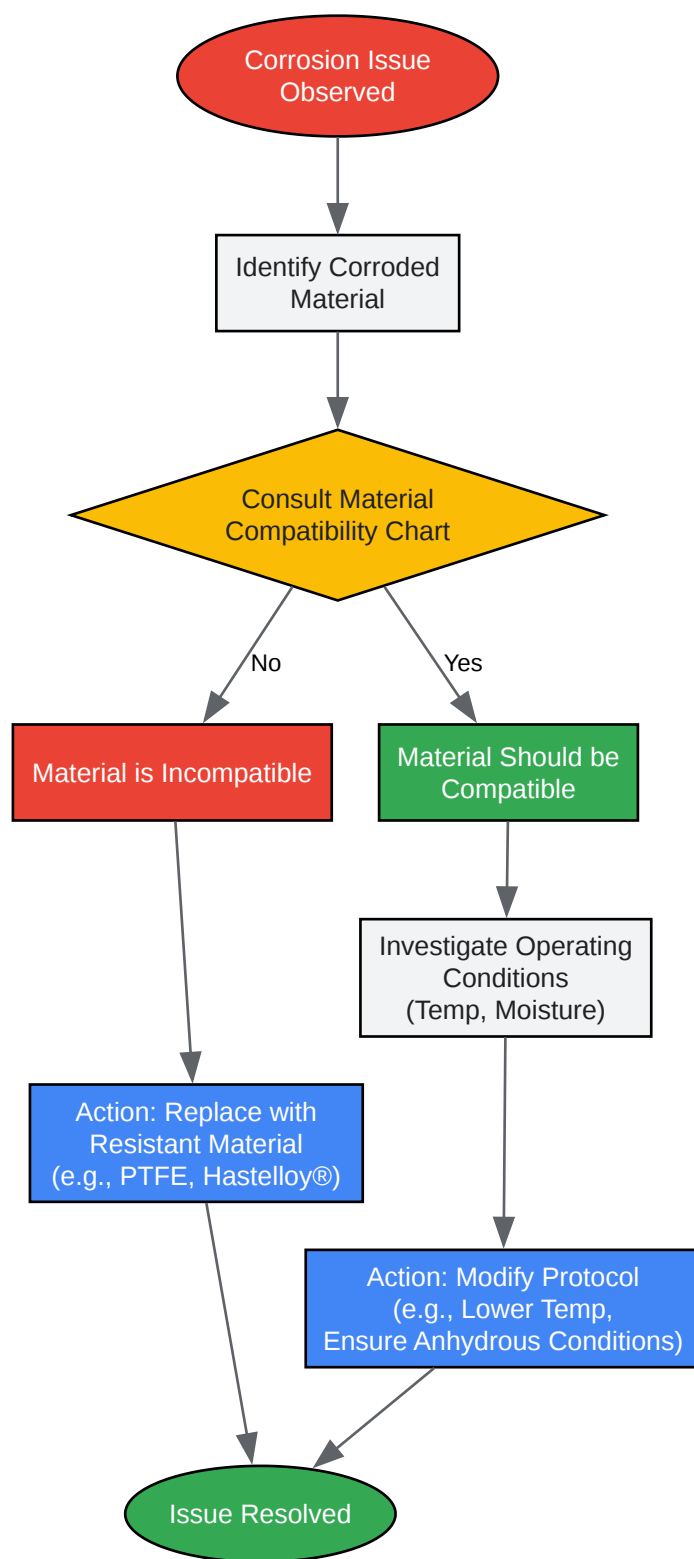 Corrosion Issue
Observed
Identify Corroded
Material
Consult Material
Compatibility Chart
No
Yes
Material is Incompatible
Material Should be
Compatible
Investigate Operating
Conditions
(Temp, Moisture)
Action: Replace with
Resistant Material
(e.g., PTFE, Hastelloy®)
Action: Modify Protocol
(e.g., Lower Temp,
Ensure Anhydrous Conditions)
Issue Resolved